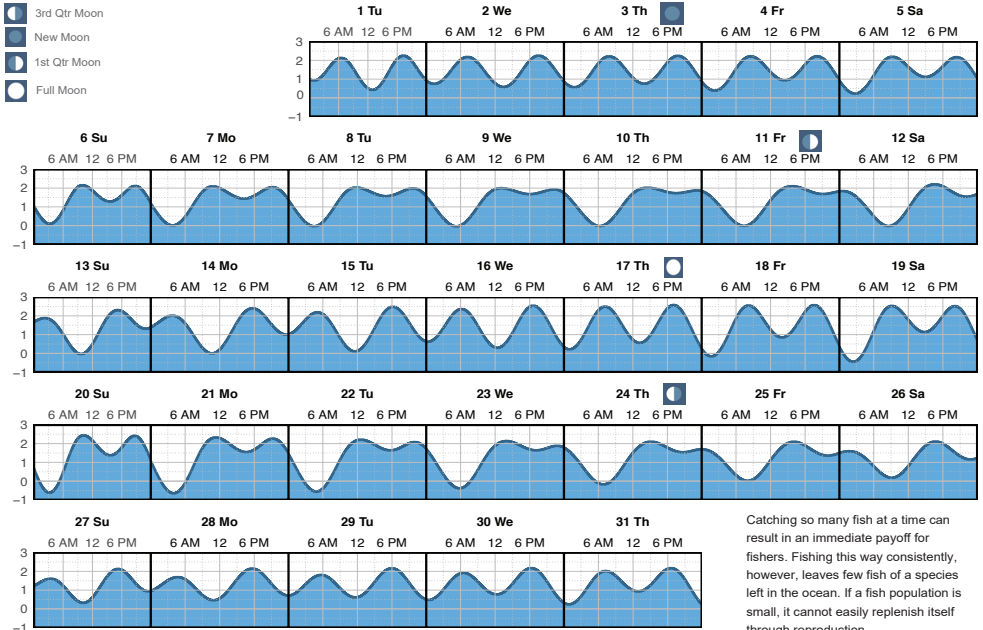 3rd Qtr Moon
New Moon
1st Qtr Moon
Full Moon
1 Tu 2 We 3 Th 4 Fr 5 Sa
6 AM 12 6 PM 6 AM 12 6 PM 6 AM 12 6 PM 6 AM 12 6 PM 6 AM 12 6 PM
3
2
1
0
−1
6 Su 7 Mo 8 Tu 9 We 10 Th 11 Fr 12 Sa
6 AM 12 6 PM 6 AM 12 6 PM 6 AM 12 6 PM 6 AM 12 6 PM 6 AM 12 6 PM 6 AM 12 6 PM 6 AM 12 6 PM
3
2
1
0
−1
13 Su 14 Mo 15 Tu 16 We 17 Th 18 Fr 19 Sa
6 AM 12 6 PM 6 AM 12 6 PM 6 AM 12 6 PM 6 AM 12 6 PM 6 AM 12 6 PM 6 AM 12 6 PM 6 AM 12 6 PM
3
2
1
0
−1
20 Su 21 Mo 22 Tu 23 We 24 Th 25 Fr 26 Sa
6 AM 12 6 PM 6 AM 12 6 PM 6 AM 12 6 PM 6 AM 12 6 PM 6 AM 12 6 PM 6 AM 12 6 PM 6 AM 12 6 PM
3
2
1
0
−1
27 Su 28 Mo 29 Tu 30 We 31 Th
6 AM 12 6 PM 6 AM 12 6 PM 6 AM 12 6 PM 6 AM 12 6 PM 6 AM 12 6 PM
3
2
1
0
−1
Catching so many fish at a time can
result in an immediate payoff for
fishers. Fishing this way consistently,
however, leaves few fish of a species
left in the ocean. If a fish population is
small, it cannot easily replenish itself
through reproduction.